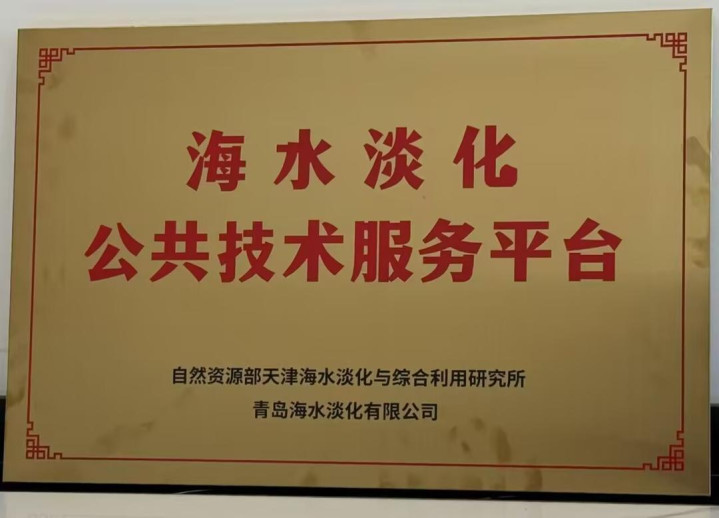 海水淡化
公共技术服务平台
自然资源部天津海水淡化与综合利用研究所
青岛海水淡化有限公司